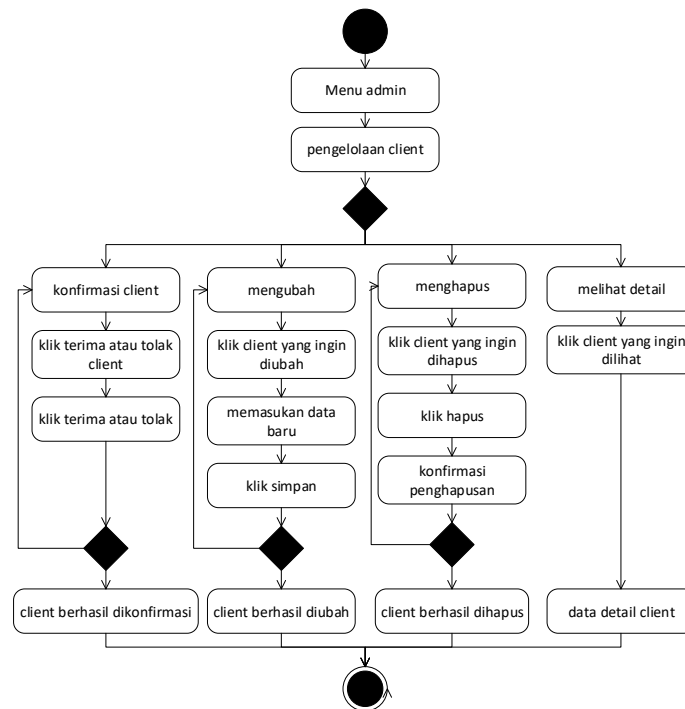 Menu admin
pengelolaan client
konfirmasi client
klik terima atau tolak
client
klik terima atau tolak
client berhasil dikonfirmasi
mengubah
klik client yang ingin
diubah
memasukan data
baru
klik simpan
client berhasil diubah
menghapus
klik client yang ingin
dihapus
klik hapus
konfirmasi
penghapusan
client berhasil dihapus
melihat detail
klik client yang ingin
dilihat
data detail client